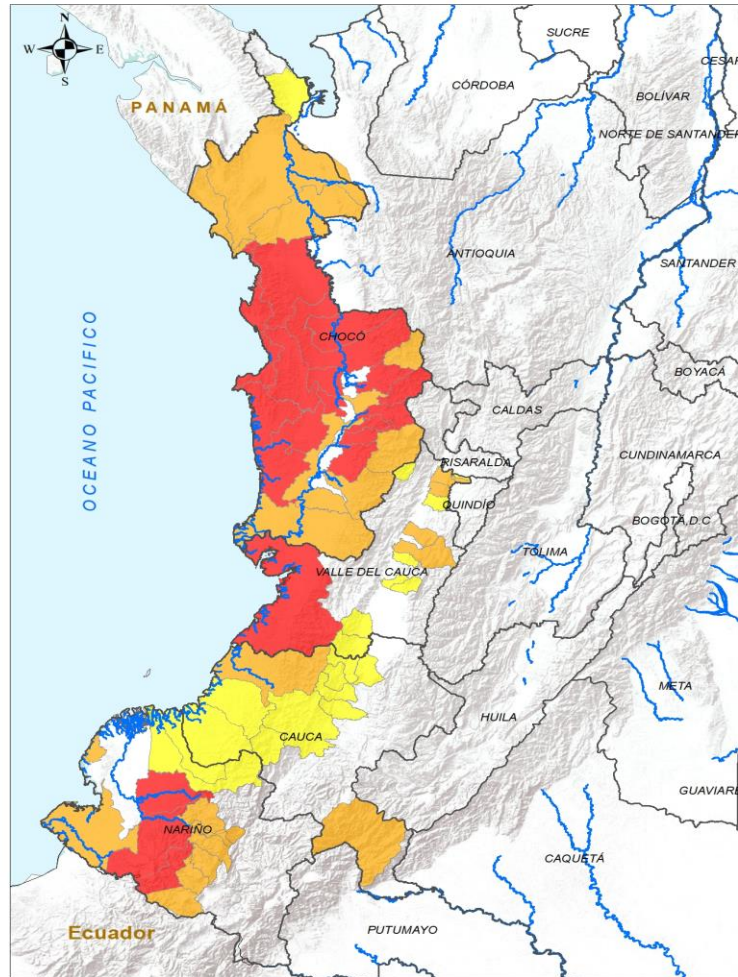 N
W E
S
SUCRE
CESAR
CÓRDOBA
BOLÍVAR
PANAMÁ
NORTE DE SANTANDER
ANTIOQUIA
SANTANDER
CHOCÓ
BOYACÁ
CALDAS
OCEANO PACIFICO
CUNDINAMARCA
RISARALDA
QUINDÍO
BOGOTÁ,D.C
TOLIMA
VALLE DEL CAUCA
META
HUILA
CAUCA
GUAVIARE
NARIÑO
CAQUETÁ
Ecuador
PUTUMAYO